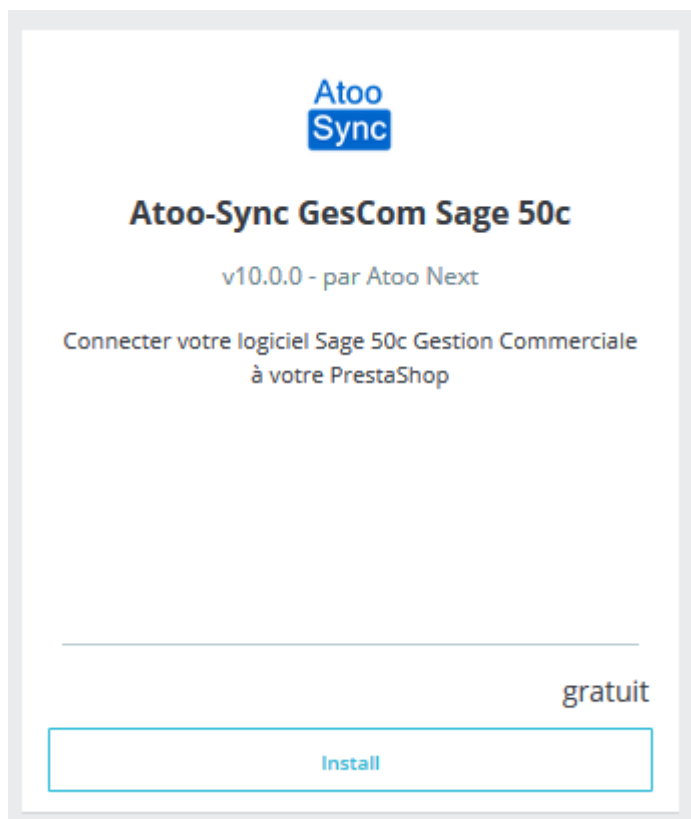 Atoo
Sync
Atoo-Sync GesCom Sage 50c
v10.0.0 - par Atoo Next
Connecter votre logiciel Sage 50c Gestion Commerciale
à votre PrestaShop
gratuit
Install